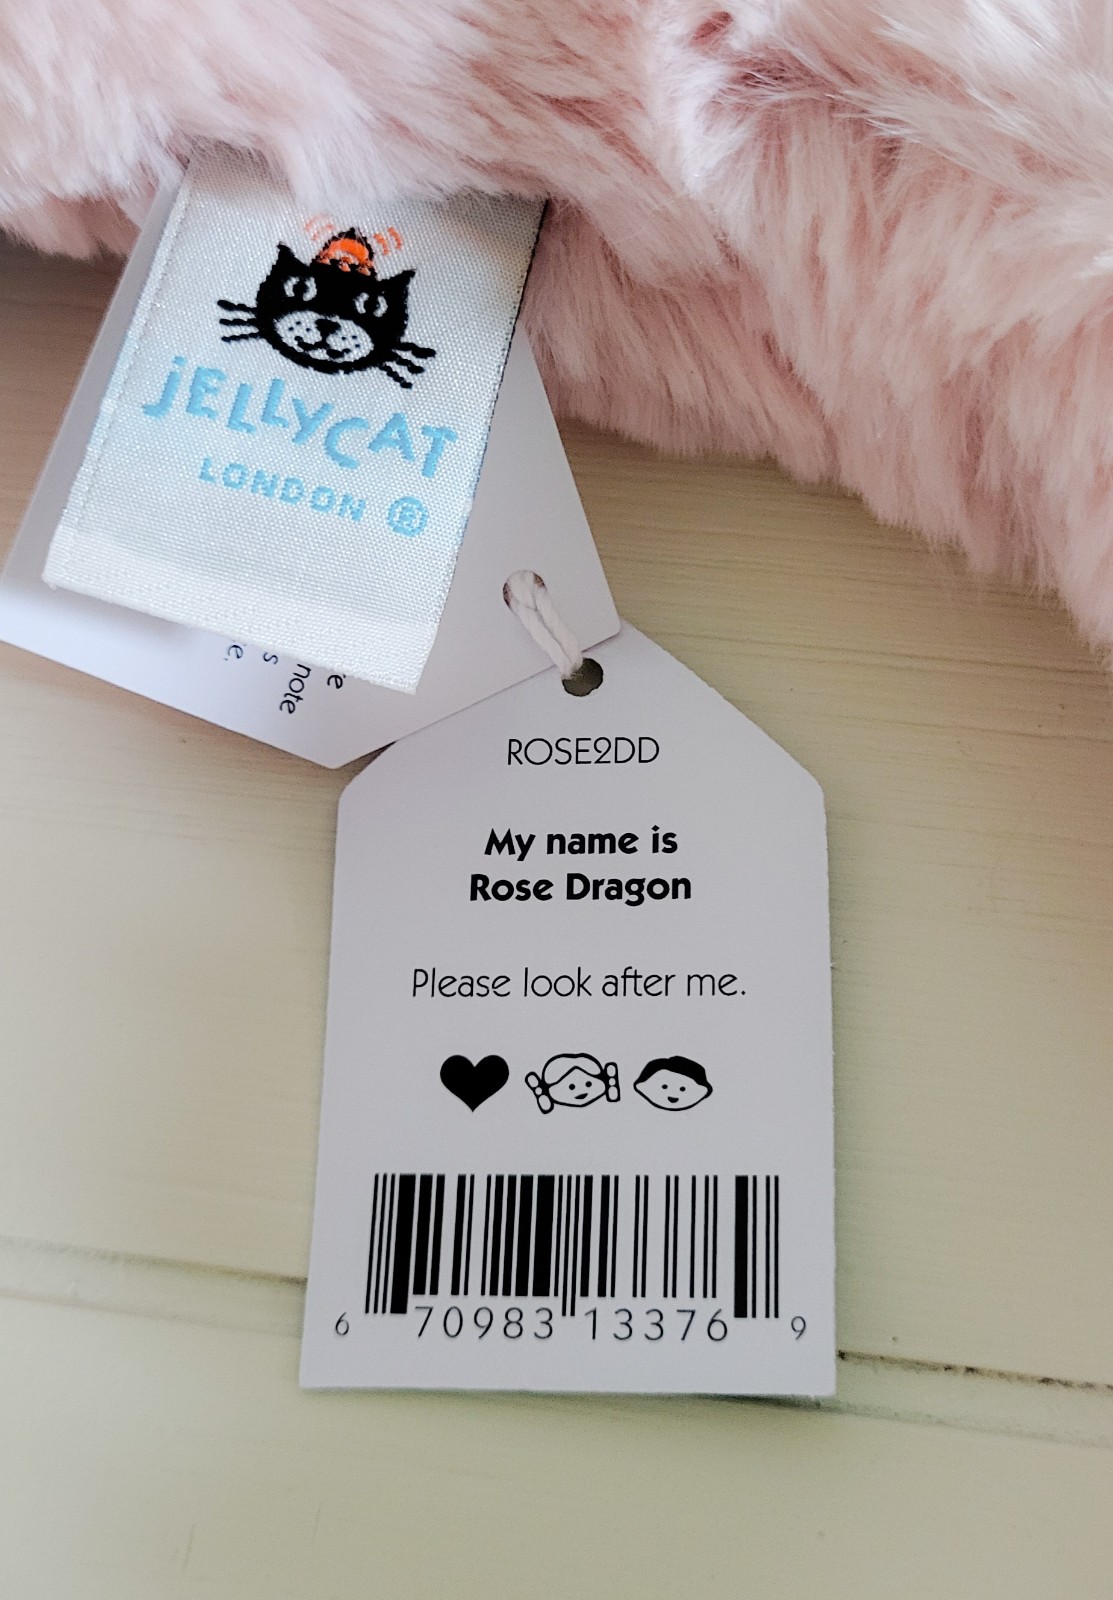 jELLYCAT
LONDON ®
e
note
s
e.
ROSE2DD
My name is
Rose Dragon
Please look after me.
6 70983 13376 9